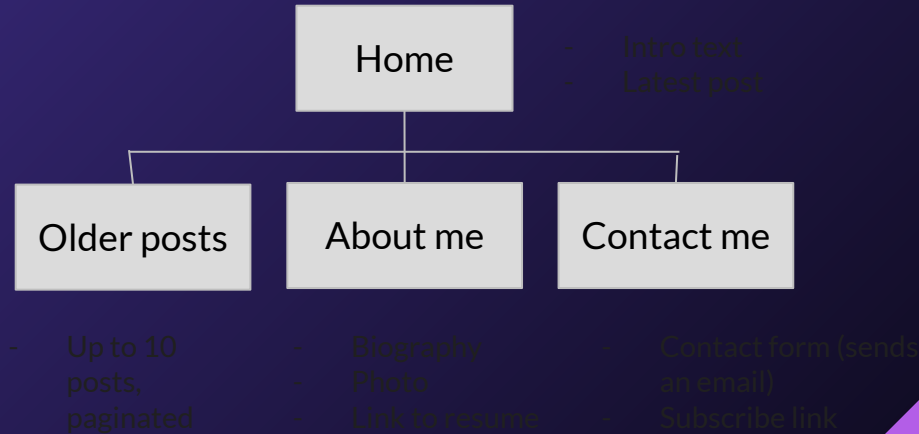 Home
- Intro text
- Latest post
Older posts
About me
Contact me
- Up to 10
posts,
paginated
- Biography
- Photo
- Link to resume
- Contact form (sends
an email)
- Subscribe link